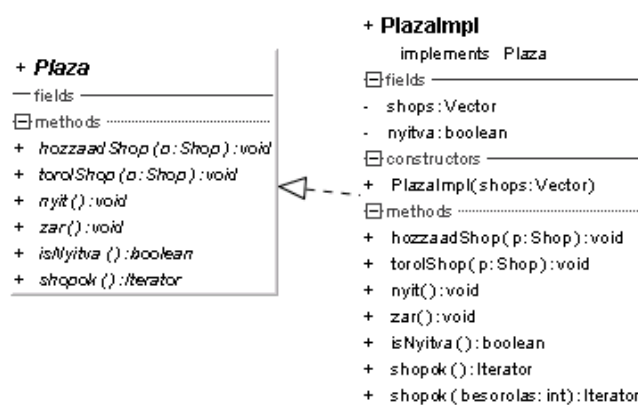 + Plaza
fields
methods
+ hozzaadShop(p:Shop):void
+ torolShop(p:Shop):void
+ nyit():void
+ zar():void
+ isNyitva():boolean
+ shopok():Iterator
+ PlazaImpl
implements Plaza
fields
- shops:Vector
- nyitva:boolean
constructors
+ PlazaImpl(shops:Vector)
methods
+ hozzaadShop(p:Shop):void
+ torolShop(p:Shop):void
+ nyit():void
+ zar():void
+ isNyitva():boolean
+ shopok():Iterator
+ shopok(besorolas:int):Iterator